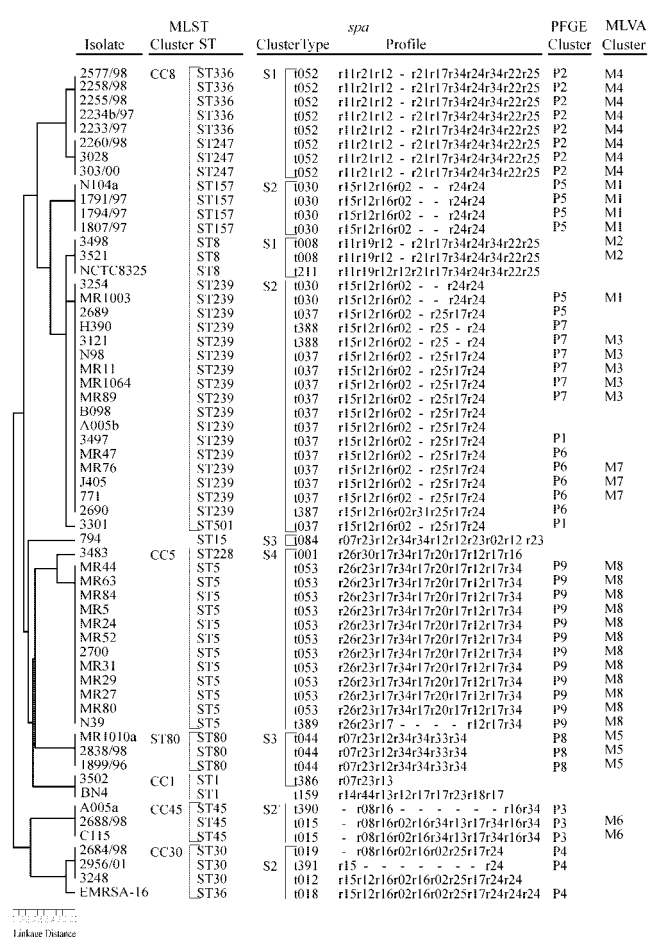 MLST spa PFGE MLVA
Isolate Cluster ST Cluster Type Profile Cluster Cluster
2577/98 CC8 ST336 S1 t052 r11r21r12 - r21r17r34r24r34r22r25 P2 M4
2258/98 ST336 t052 r11r21r12 - r21r17r34r24r34r22r25 P2 M4
2255/98 ST336 t052 r11r21r12 - r21r17r34r24r34r22r25 P2 M4
2234b/97 ST336 t052 r11r21r12 - r21r17r34r24r34r22r25 P2 M4
2233/97 ST336 t052 r11r21r12 - r21r17r34r24r34r22r25 P2 M4
2260/98 ST247 t052 r11r21r12 - r21r17r34r24r34r22r25 P2 M4
3028 ST247 t052 r11r21r12 - r21r17r34r24r34r22r25 P2 M4
303/00 ST247 t052 r11r21r12 - r21r17r34r24r34r22r25 P2 M4
N104a ST157 S2 t030 r15r12r16r02 - - r24r24 P5 M1
1791/97 ST157 t030 r15r12r16r02 - - r24r24 P5 M1
1794/97 ST157 t030 r15r12r16r02 - - r24r24 P5 M1
1807/97 ST157 t030 r15r12r16r02 - - r24r24 P5 M1
3498 ST8 S1 t008 r11r19r12 - r21r17r34r24r34r22r25 M2
3521 ST8 t008 r11r19r12 - r21r17r34r24r34r22r25 M2
NCTC8325 ST8 t211 r11r19r12r12r21r17r34r24r34r22r25
3254 ST239 S2 t030 r15r12r16r02 - - r24r24
MR1003 ST239 t030 r15r12r16r02 - - r24r24 P5 M1
2689 ST239 t037 r15r12r16r02 - r25r17r24 P5
H390 ST239 t388 r15r12r16r02 - r25 - r24 P7
3121 ST239 t388 r15r12r16r02 - r25 - r24 P7 M3
N98 ST239 t037 r15r12r16r02 - r25r17r24 P7 M3
MR11 ST239 t037 r15r12r16r02 - r25r17r24 P7 M3
MR1064 ST239 t037 r15r12r16r02 - r25r17r24 P7 M3
MR89 ST239 t037 r15r12r16r02 - r25r17r24 P7 M3
B098 ST239 t037 r15r12r16r02 - r25r17r24
A005b ST239 t037 r15r12r16r02 - r25r17r24
3497 ST239 t037 r15r12r16r02 - r25r17r24 P1
MR47 ST239 t037 r15r12r16r02 - r25r17r24 P6
MR76 ST239 t037 r15r12r16r02 - r25r17r24 P6 M7
J405 ST239 t037 r15r12r16r02 - r25r17r24 P6 M7
771 ST239 t037 r15r12r16r02 - r25r17r24 P6 M7
2690 ST239 t387 r15r12r16r02r31r25r17r24 P6
3301 ST501 t037 r15r12r16r02 - r25r17r24 P1
794 ST15 S3 t084 r07r23r12r34r34r12r12r23r02r12 r23
3483 CC5 ST228 S4 t001 r26r30r17r34r17r20r17r12r17r16
MR44 ST5 t053 r26r23r17r34r17r20r17r12r17r34 P9 M8
MR63 ST5 t053 r26r23r17r34r17r20r17r12r17r34 P9 M8
MR84 ST5 t053 r26r23r17r34r17r20r17r12r17r34 P9 M8
MR5 ST5 t053 r26r23r17r34r17r20r17r12r17r34 P9 M8
MR24 ST5 t053 r26r23r17r34r17r20r17r12r17r34 P9 M8
MR52 ST5 t053 r26r23r17r34r17r20r17r12r17r34 P9 M8
2700 ST5 t053 r26r23r17r34r17r20r17r12r17r34 P9 M8
MR31 ST5 t053 r26r23r17r34r17r20r17r12r17r34 P9 M8
MR29 ST5 t053 r26r23r17r34r17r20r17r12r17r34 P9 M8
MR27 ST5 t053 r26r23r17r34r17r20r17r12r17r34 P9 M8
MR80 ST5 t053 r26r23r17r34r17r20r17r12r17r34 P9 M8
N39 ST5 t389 r26r23r17 - - - - r12r17r34 P9 M8
MR1010a ST80 ST80 S3 t044 r07r23r12r34r34r33r34 P8 M5
2838/98 ST80 t044 r07r23r12r34r34r33r34 P8 M5
1899/96 ST80 t044 r07r23r12r34r34r33r34 P8 M5
3502 CC1 ST1 t386 r07r23r13
BN4 ST1 t159 r14r44r13r12r17r17r23r18r17
A005a CC45 ST45 S2' t390 - r08r16 - - - - - - r16r34 P3
2688/98 ST45 t015 - r08r16r02r16r34r13r17r34r16r34 P3 M6
C115 ST45 t015 - r08r16r02r16r34r13r17r34r16r34 P3 M6
2684/98 CC30 ST30 t019 - r08r16r02r16r02r25r17r24 P4
2956/01 ST30 S2 t391 r15 - - - - - - r24 P4
3248 ST30 t012 r15r12r16r02r16r02r25r17r24r24
EMRSA-16 ST36 t018 r15r12r16r02r16r02r25r17r24r24r24 P4
Linkage Distance